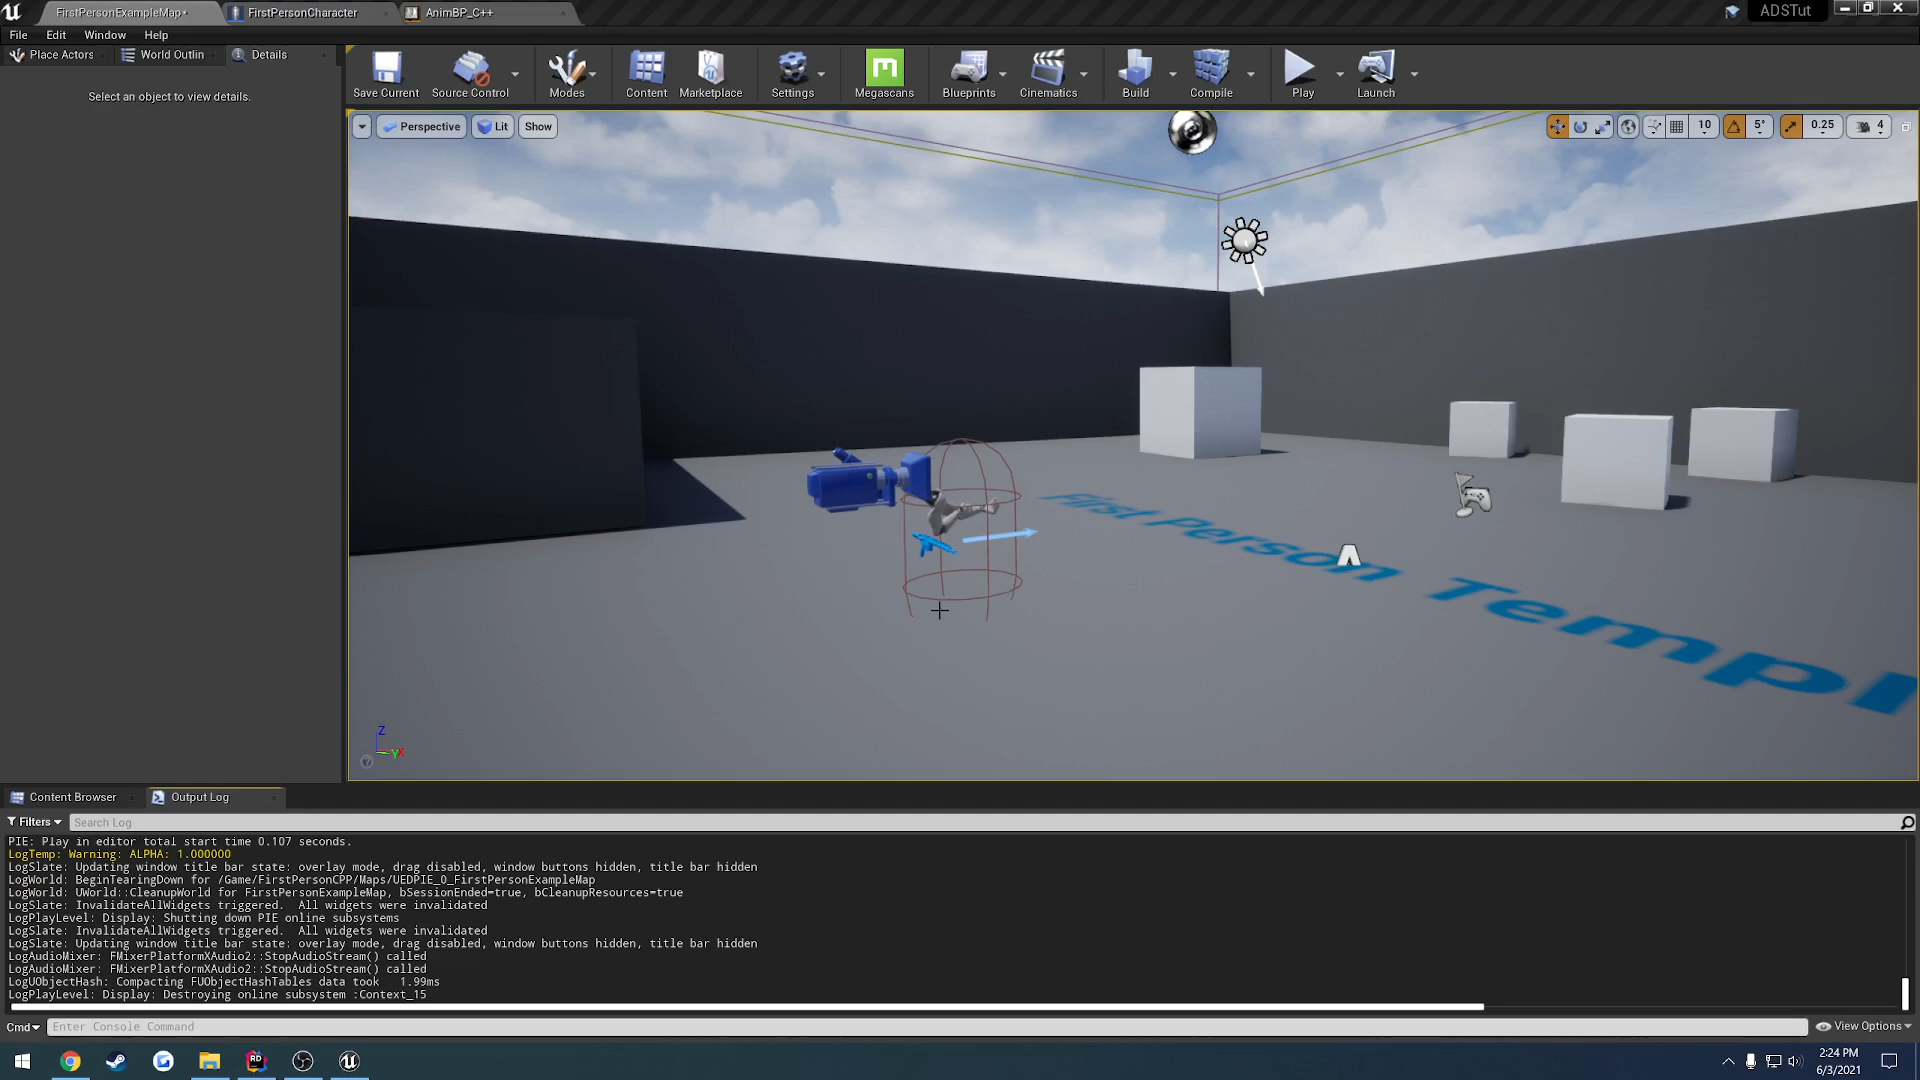 FirstPersonExampleMap•
FirstPersonCharacter
AnimBP_C++
ADSTut
File
Edit
Window
Help
Place Actors
World Outlin
Details
Select an object to view details.
Save Current
Source Control
Modes
Content
Marketplace
Settings
Megascans
Blueprints
Cinematics
Build
Compile
Play
Launch
Perspective
Lit
Show
10
5°
0.25
4
First Person Templ
Z
Y
X
Content Browser
Output Log
Filters
Search Log
PIE: Play in editor total start time 0.107 seconds.
LogTemp: Warning: ALPHA: 1.000000
LogSlate: Updating window title bar state: overlay mode, drag disabled, window buttons hidden, title bar hidden
LogWorld: BeginTearingDown for /Game/FirstPersonCPP/Maps/UEDPIE_0_FirstPersonExampleMap
LogWorld: UWorld::CleanupWorld for FirstPersonExampleMap, bSessionEnded=true, bCleanupResources=true
LogSlate: InvalidateAllWidgets triggered.  All widgets were invalidated
LogPlayLevel: Display: Shutting down PIE online subsystems
LogSlate: InvalidateAllWidgets triggered.  All widgets were invalidated
LogSlate: Updating window title bar state: overlay mode, drag disabled, window buttons hidden, title bar hidden
LogAudioMixer: FMixerPlatformXAudio2::StopAudioStream() called
LogAudioMixer: FMixerPlatformXAudio2::StopAudioStream() called
LogUObjectHash: Compacting FUObjectHashTables data took   1.99ms
LogPlayLevel: Display: Destroying online subsystem :Context_15
Cmd
Enter Console Command
View Options
RD
2:24 PM
6/3/2021